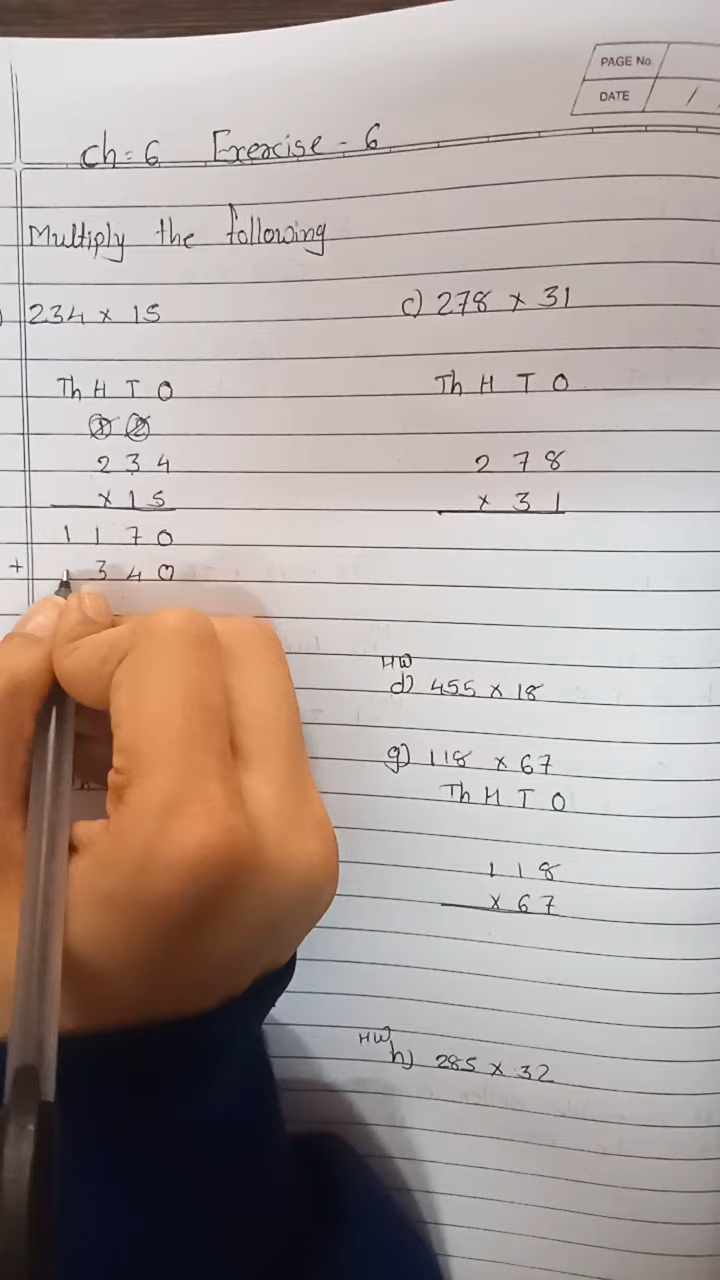 PAGE No.
DATE / /
Ch = 6 Exercise - 6
Multiply the following
) 234 × 15
Th H T O
1 2
2 3 4
× 1 5
1 1 7 0
+ 3 4 0
c) 278 × 31
Th H T O
2 7 8
× 3 1
HW
d) 455 × 18
g) 118 × 67
Th H T O
1 1 8
× 6 7
HW
h) 285 × 32